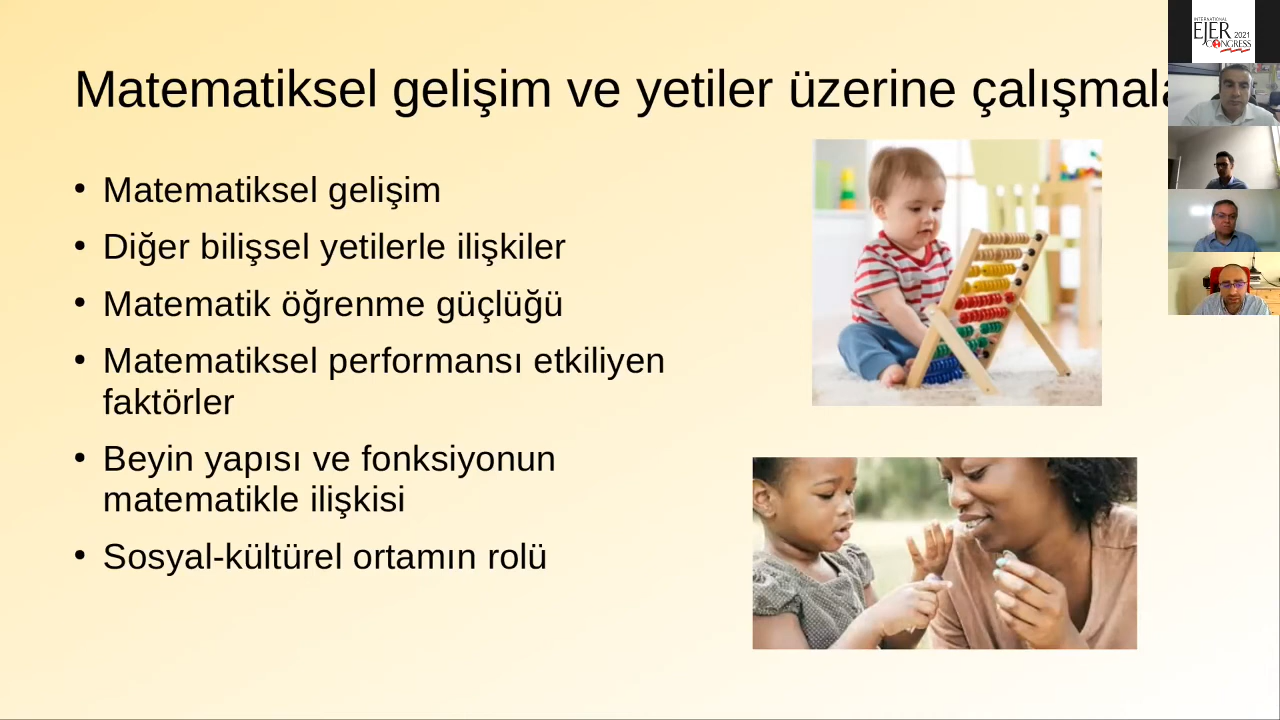 Matematiksel gelişim ve yetiler üzerine çalışmala
• Matematiksel gelişim
• Diğer bilişsel yetilerle ilişkiler
• Matematik öğrenme güçlüğü
• Matematiksel performansı etkiliyen
faktörler
• Beyin yapısı ve fonksiyonun
matematikle ilişkisi
• Sosyal-kültürel ortamın rolü
INTERNATIONAL
EJER 2021
CONGRESS